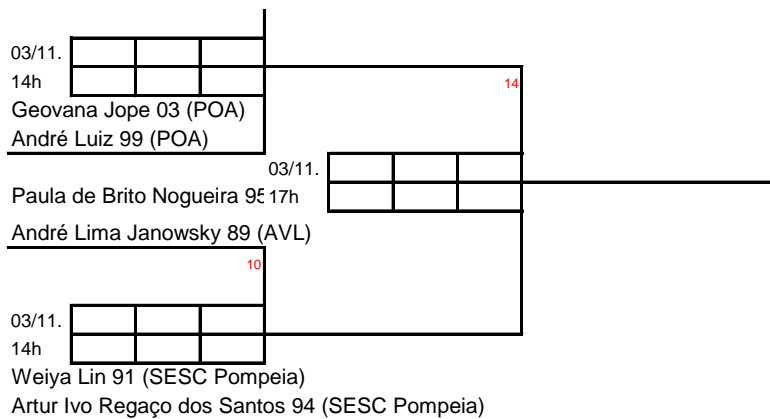 03/11.
14h
14
Geovana Jope 03 (POA)
André Luiz 99 (POA)
03/11.
Paula de Brito Nogueira 95
17h
André Lima Janowsky 89 (AVL)
10
03/11.
14h
Weiya Lin 91 (SESC Pompeia)
Artur Ivo Regaço dos Santos 94 (SESC Pompeia)